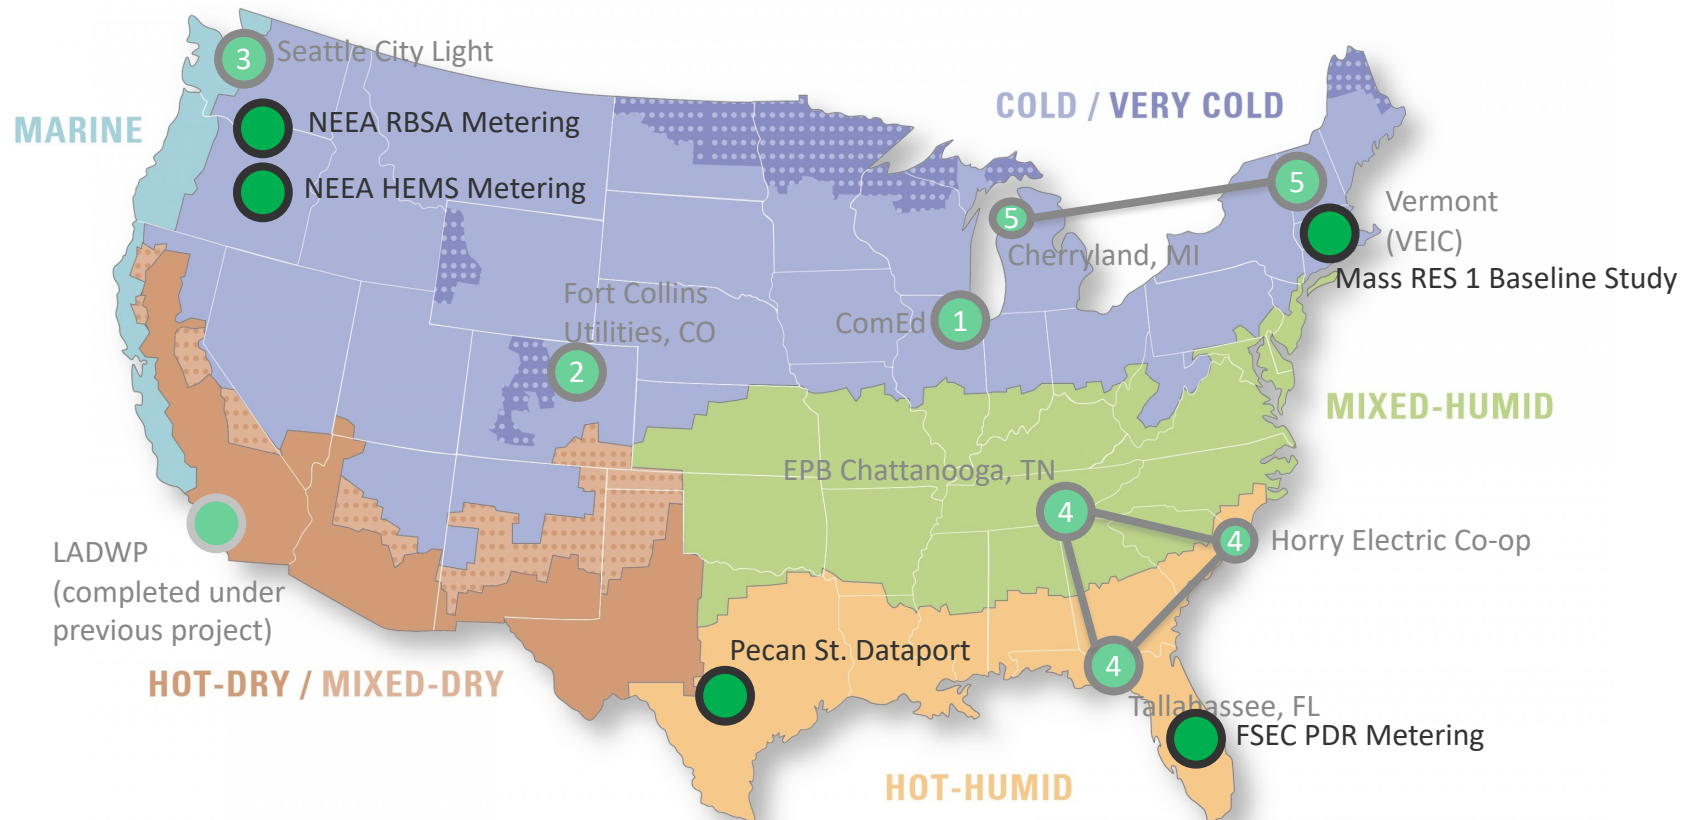 3
Seattle City Light
MARINE
NEEA RBSA Metering
NEEA HEMS Metering
COLD / VERY COLD
5
5
Vermont
(VEIC)
Cherryland, MI
Mass RES 1 Baseline Study
Fort Collins
Utilities, CO
2
ComEd
1
MIXED-HUMID
EPB Chattanooga, TN
4
4
Horry Electric Co-op
LADWP
(completed under
previous project)
HOT-DRY / MIXED-DRY
Pecan St. Dataport
4
Tallahassee, FL
FSEC PDR Metering
HOT-HUMID